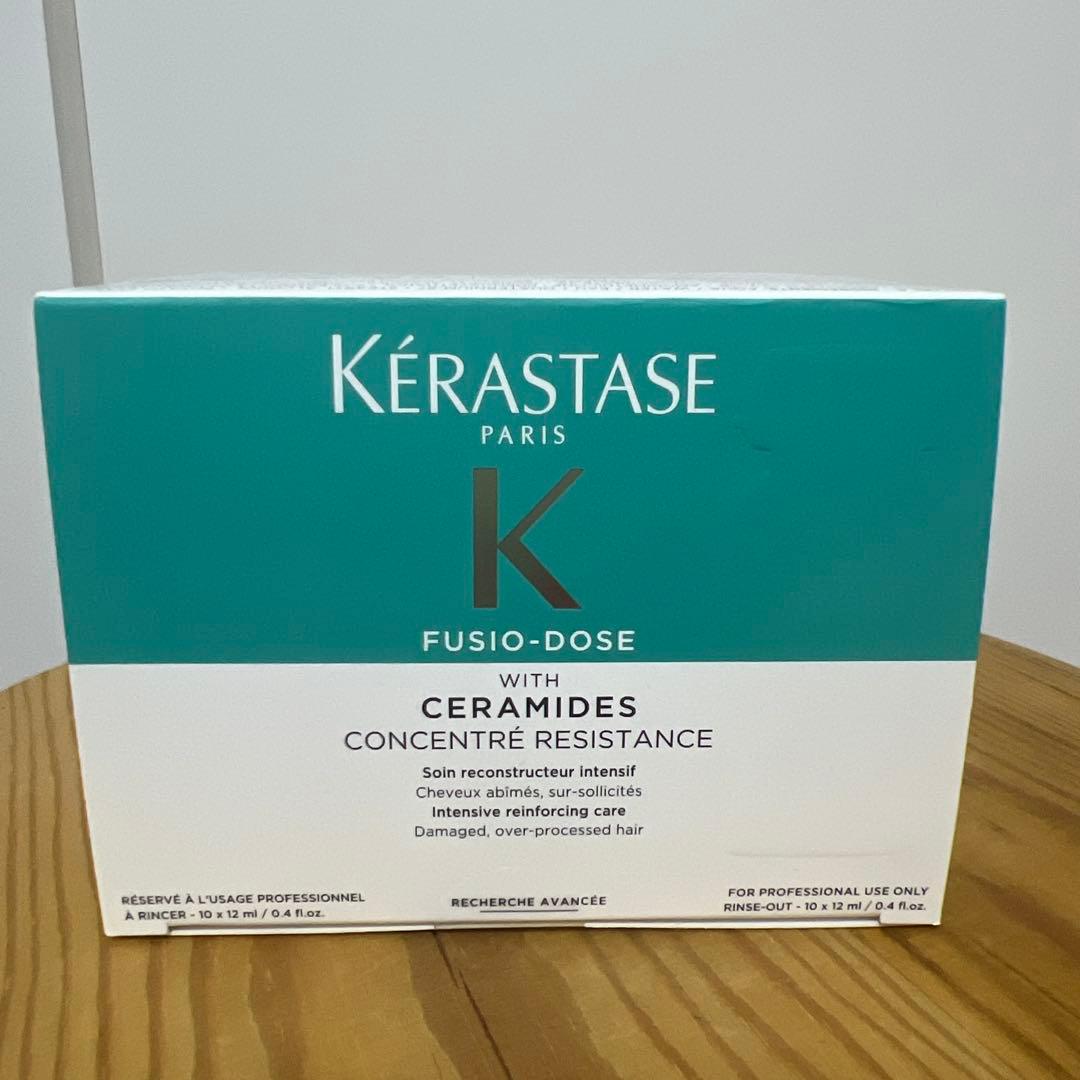 KÉRASTASE
PARIS
K
FUSIO-DOSE
WITH
CERAMIDES
CONCENTRÉ RESISTANCE
Soin reconstructeur intensif
Cheveux abîmés, sur-sollicités
Intensive reinforcing care
Damaged, over-processed hair
RÉSERVÉ À L'USAGE PROFESSIONNEL
À RINCER - 10 x 12 ml / 0.4 fl.oz.
RECHERCHE AVANCÉE
FOR PROFESSIONAL USE ONLY
RINSE-OUT - 10 x 12 ml / 0.4 fl.oz.